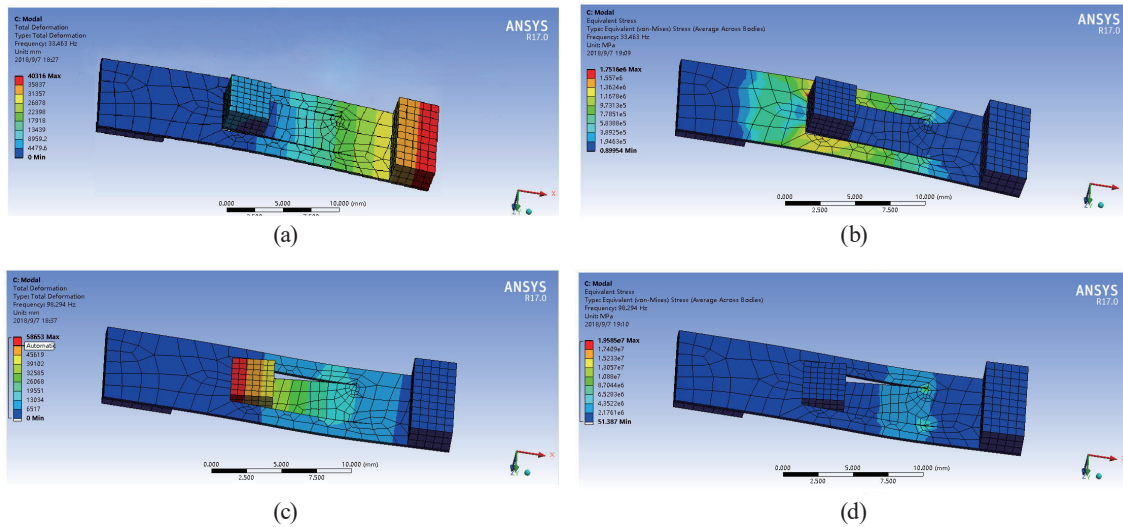 C: Modal
Total Deformation
Type: Total Deformation
Frequency: 33.463 Hz
Unit: mm
2018/9/7 18:27
40316 Max
35837
31357
26878
22398
17918
13439
8959.2
4479.6
0 Min
ANSYS
R17.0
X
0.000 5.000 10.000 (mm)
2.500 7.500
(a)
C: Modal
Equivalent Stress
Type: Equivalent (von-Mises) Stress (Average Across Bodies)
Frequency: 33.463 Hz
Unit: MPa
2018/9/7 19:09
1.7516e6 Max
1.557e6
1.3624e6
1.1678e6
9.7313e5
7.7851e5
5.8388e5
3.8925e5
1.9463e5
0.89954 Min
ANSYS
R17.0
X
0.000 5.000 10.000 (mm)
2.500 7.500
(b)
C: Modal
Total Deformation
Type: Total Deformation
Frequency: 98.294 Hz
Unit: mm
2018/9/7 18:37
58653 Max
Automatic
45619
39102
32585
26068
19551
13034
6517
0 Min
ANSYS
R17.0
X
0.000 5.000 10.000 (mm)
2.500 7.500
(c)
C: Modal
Equivalent Stress
Type: Equivalent (von-Mises) Stress (Average Across Bodies)
Frequency: 98.294 Hz
Unit: MPa
2018/9/7 19:10
1.9585e7 Max
1.7409e7
1.5233e7
1.3057e7
1.088e7
8.7044e6
6.5283e6
4.3522e6
2.1761e6
51.387 Min
ANSYS
R17.0
X
0.000 5.000 10.000 (mm)
2.500 7.500
(d)